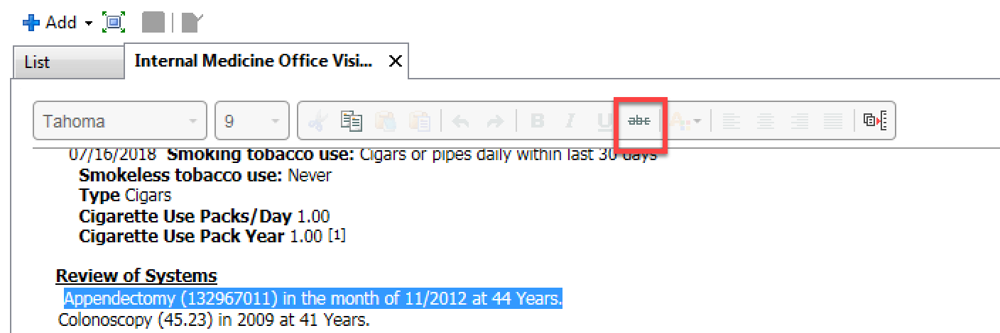 Add
List
Internal Medicine Office Visi...
Tahoma
9
B I U abc A
07/16/2018 Smoking tobacco use: Cigars or pipes daily within last 30 days
Smokeless tobacco use: Never
Type Cigars
Cigarette Use Packs/Day 1.00
Cigarette Use Pack Year 1.00 [1]
Review of Systems
Appendectomy (132967011) in the month of 11/2012 at 44 Years.
Colonoscopy (45.23) in 2009 at 41 Years.